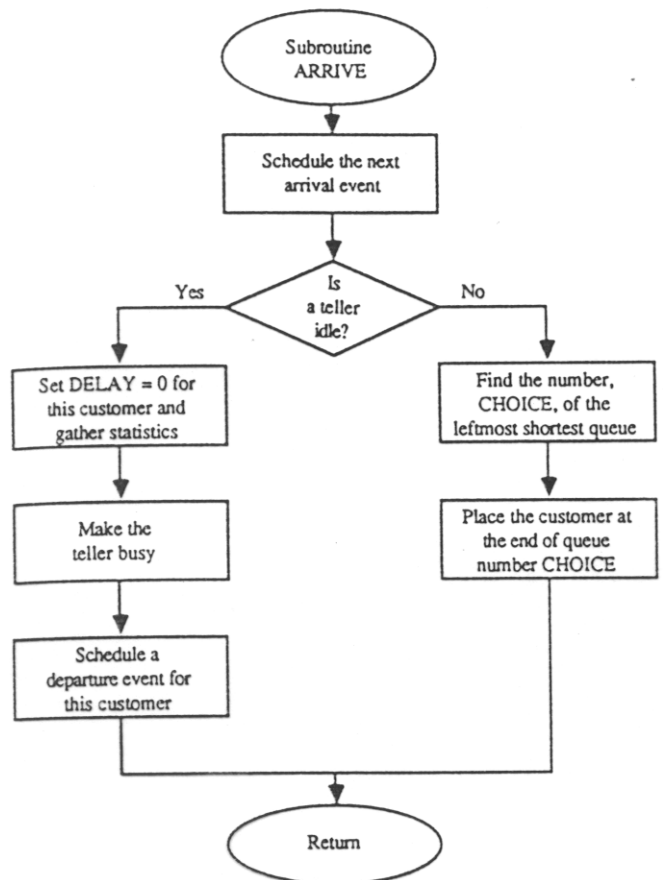 Subroutine
ARRIVE
Schedule the next
arrival event
Is
a teller
idle?
Yes
No
Set DELAY = 0 for
this customer and
gather statistics
Make the
teller busy
Schedule a
departure event for
this customer
Find the number,
CHOICE, of the
leftmost shortest queue
Place the customer at
the end of queue
number CHOICE
Return